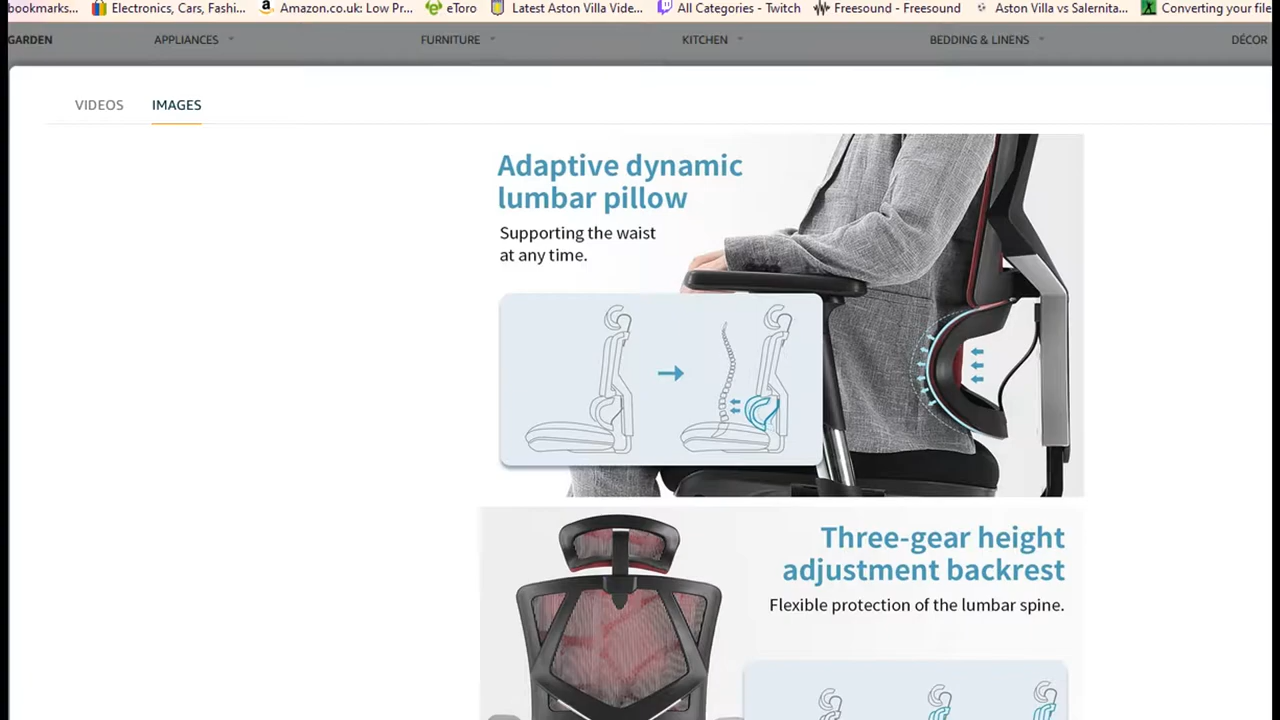 bookmarks...
Electronics, Cars, Fashi...
Amazon.co.uk: Low Pr...
eToro
Latest Aston Villa Vide...
All Categories - Twitch
Freesound - Freesound
Aston Villa vs Salernita...
Converting your file
GARDEN
APPLIANCES
FURNITURE
KITCHEN
BEDDING & LINENS
DÉCOR
VIDEOS
IMAGES
Adaptive dynamic
lumbar pillow
Supporting the waist
at any time.
Three-gear height
adjustment backrest
Flexible protection of the lumbar spine.